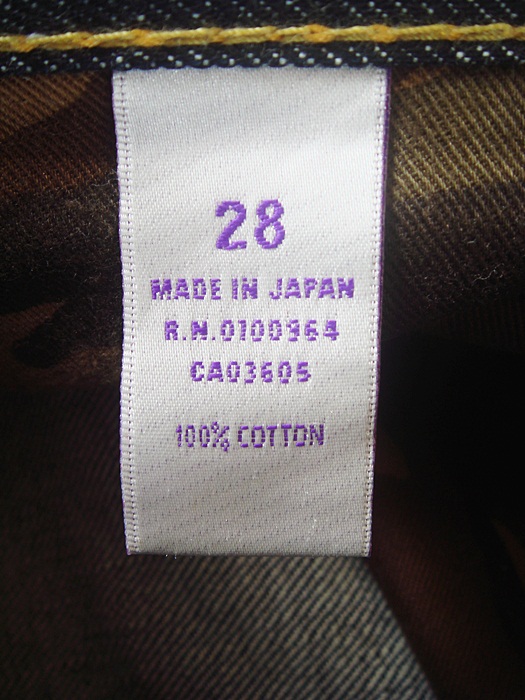 28
MADE IN JAPAN
R.N.0100364
CA03605
100% COTTON